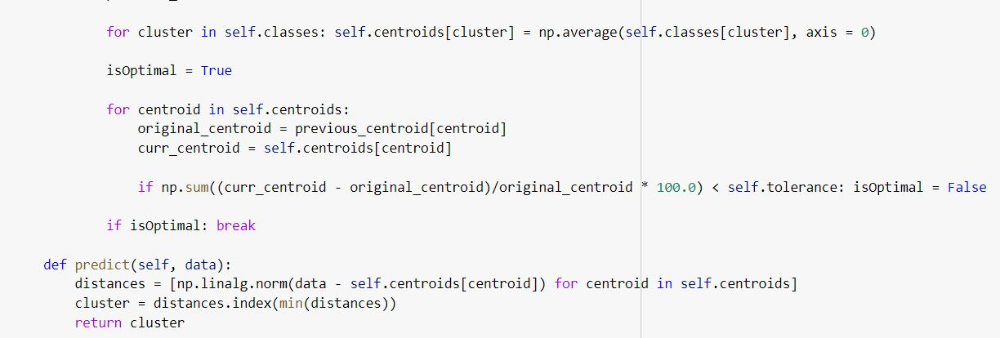 for cluster in self.classes: self.centroids[cluster] = np.average(self.classes[cluster], axis = 0)
isOptimal = True
for centroid in self.centroids:
original_centroid = previous_centroid[centroid]
curr_centroid = self.centroids[centroid]
if np.sum((curr_centroid - original_centroid)/original_centroid * 100.0) < self.tolerance: isOptimal = False
if isOptimal: break
def predict(self, data):
distances = [np.linalg.norm(data - self.centroids[centroid]) for centroid in self.centroids]
cluster = distances.index(min(distances))
return cluster